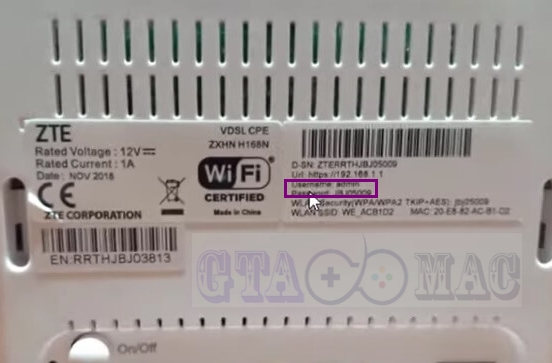 ZTE
VDSL CPE
ZXHN H168N
Rated Voltage : 12V
Rated Current : 1A
Date : NOV 2018
CE
WiFi
CERTIFIED
ZTE CORPORATION
Made in China
EN:RRTHJBJ03813
D-SN: ZTERRTHJBJ05009
Url: https://192.168.1.1
Username: admin
Password: JBJ05009
WLAN Security(WPA/WPA2 TKIP+AES): jbj05009
WLAN SSID: WE_ACB1D2 MAC: 20-E8-82-AC-B1-D2
GTA MAC
On/Off